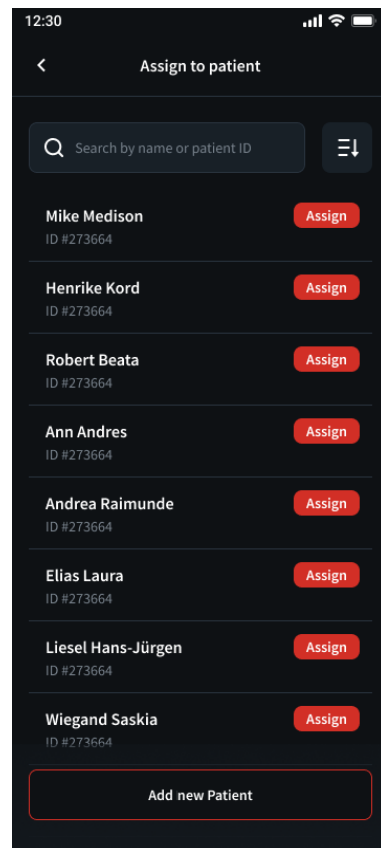 12:30
Assign to patient
Search by name or patient ID
Mike Medison
Assign
ID #273664
Henrike Kord
Assign
ID #273664
Robert Beata
Assign
ID #273664
Ann Andres
Assign
ID #273664
Andrea Raimunde
Assign
ID #273664
Elias Laura
Assign
ID #273664
Liesel Hans-Jürgen
Assign
ID #273664
Wiegand Saskia
Assign
ID #273664
Add new Patient